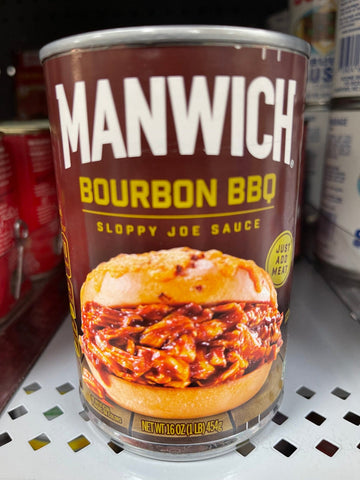 MANWICH
BOURBON BBQ
SLOPPY JOE SAUCE
JUST
ADD
MEAT
NET WT 16 OZ (1 LB) 454g